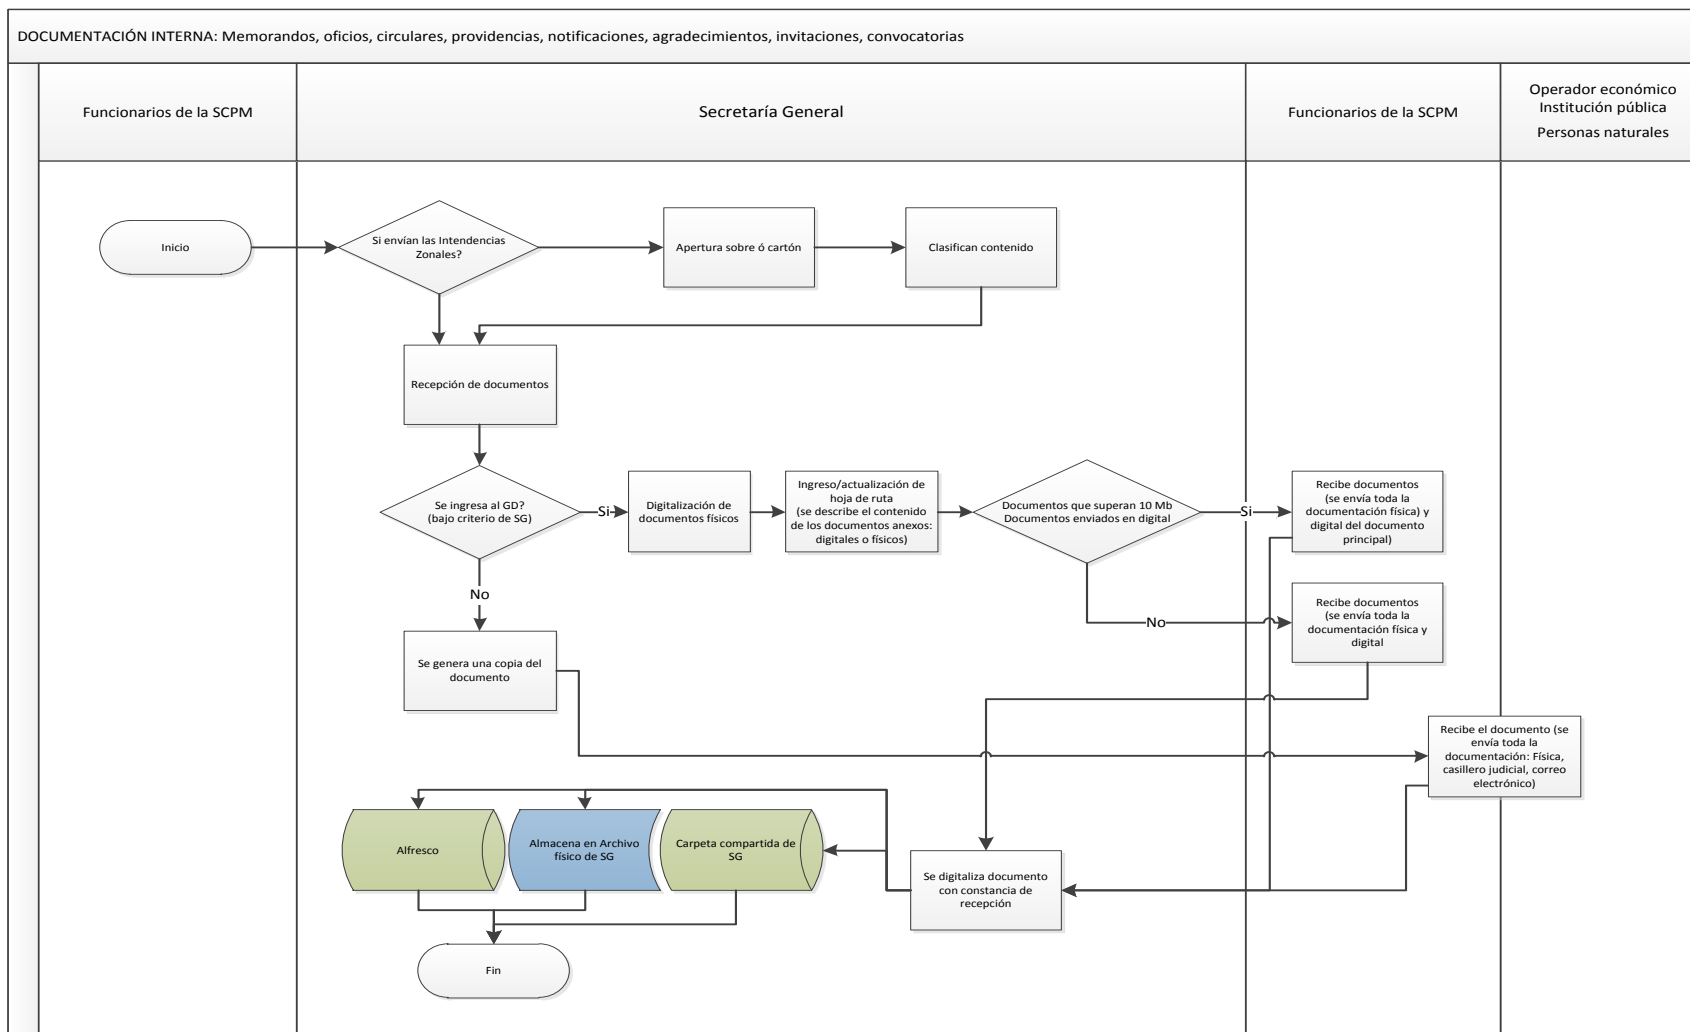 DOCUMENTACIÓN INTERNA: Memorandos, oficios, circulares, providencias, notificaciones, agradecimientos, invitaciones, convocatorias
Funcionarios de la SCPM
Secretaría General
Funcionarios de la SCPM
Operador económico
Institución pública
Personas naturales
Inicio
Si envían las Intendencias
Zonales?
Apertura sobre ó cartón
Clasifican contenido
Recepción de documentos
Se ingresa al GD?
(bajo criterio de SG)
Si
Digitalización de
documentos físicos
Ingreso/actualización de
hoja de ruta
(se describe el contenido
de los documentos anexos:
digitales o físicos)
Documentos que superan 10 Mb
Documentos enviados en digital
Si
Recibe documentos
(se envía toda la
documentación física) y
digital del documento
principal)
No
No
Recibe documentos
(se envía toda la
documentación física y
digital
Se genera una copia del
documento
Recibe el documento (se
envía toda la
documentación: Física,
casillero judicial, correo
electrónico)
Alfresco
Almacena en Archivo
físico de SG
Carpeta compartida de
SG
Se digitaliza documento
con constancia de
recepción
Fin